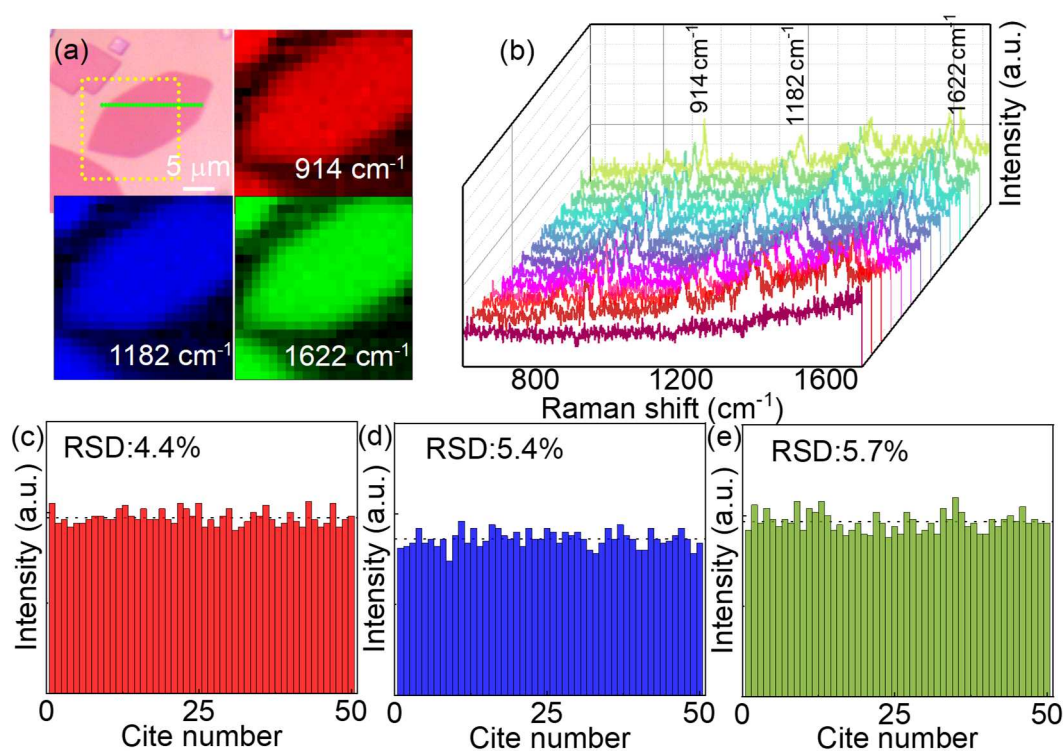 (a)
5 μm
914 cm⁻¹
1182 cm⁻¹
1622 cm⁻¹
(b)
914 cm⁻¹
1182 cm⁻¹
1622 cm⁻¹
Intensity (a.u.)
800
1200
1600
Raman shift (cm⁻¹)
(c)
RSD:4.4%
Intensity (a.u.)
0
25
50
Cite number
(d)
RSD:5.4%
Intensity (a.u.)
0
25
50
Cite number
(e)
RSD:5.7%
Intensity (a.u.)
0
25
50
Cite number